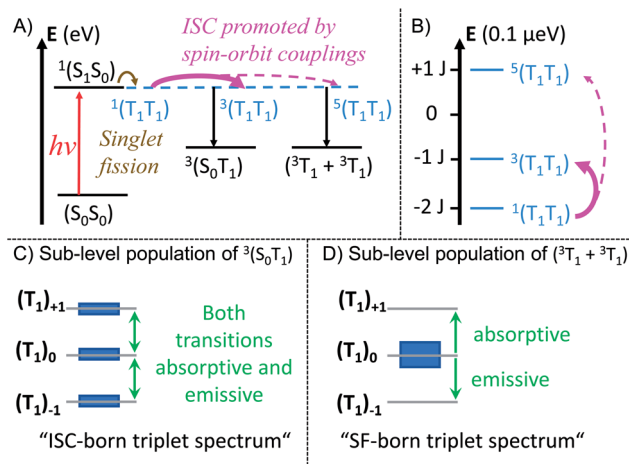 A)
E (eV)
ISC promoted by
spin-orbit couplings
¹(S₁S₀)
¹(T₁T₁)
³(T₁T₁)
⁵(T₁T₁)
hν
Singlet
fission
³(S₀T₁)
(³T₁ + ³T₁)
(S₀S₀)
B)
E (0.1 µeV)
+1 J
⁵(T₁T₁)
0
-1 J
³(T₁T₁)
-2 J
¹(T₁T₁)
C) Sub-level population of ³(S₀T₁)
(T₁)₊₁
(T₁)₀
(T₁)₋₁
Both
transitions
absorptive and
emissive
"ISC-born triplet spectrum"
D) Sub-level population of (³T₁ + ³T₁)
(T₁)₊₁
absorptive
(T₁)₀
emissive
(T₁)₋₁
"SF-born triplet spectrum"